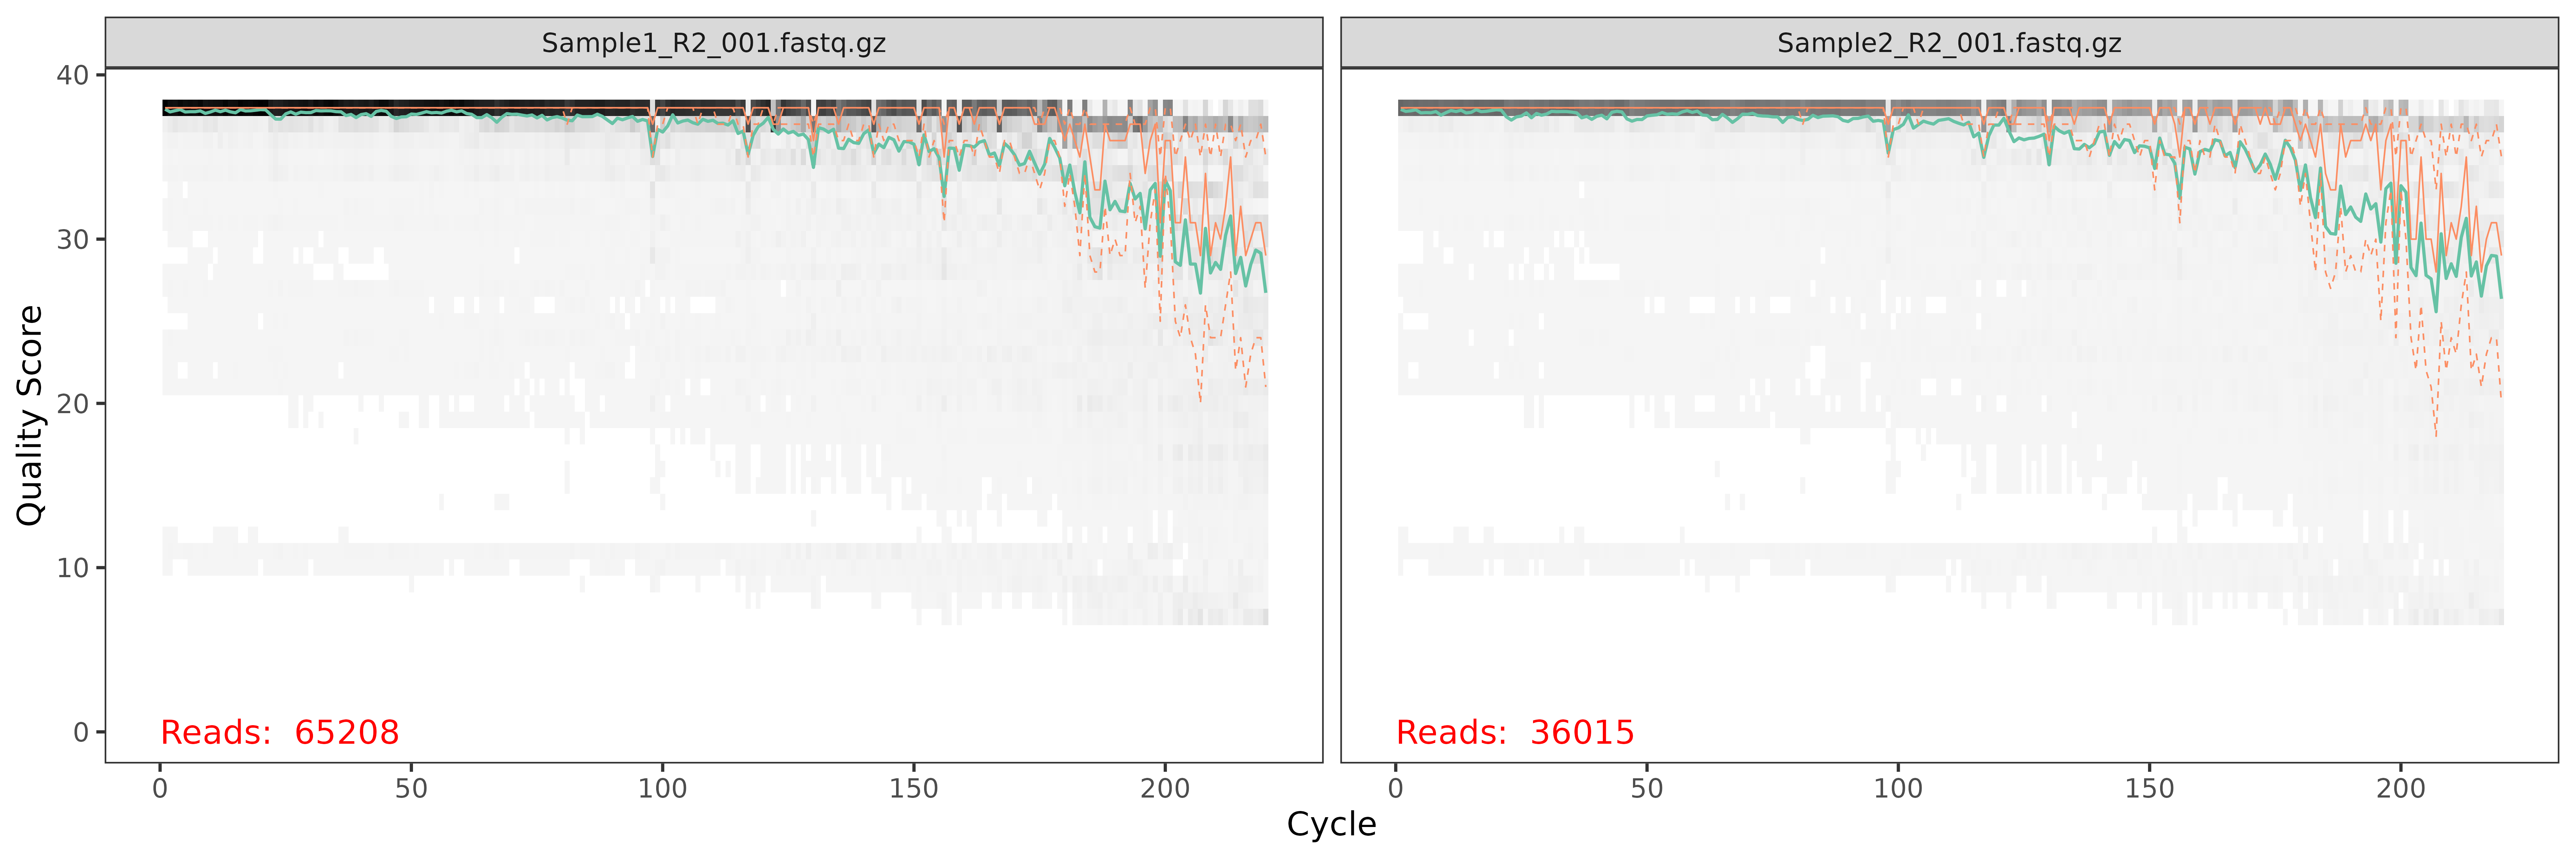 Sample1_R2_001.fastq.gz
Sample2_R2_001.fastq.gz
Quality Score
40
30
20
10
0
Reads: 65208
Reads: 36015
0 50 100 150 200
0 50 100 150 200
Cycle